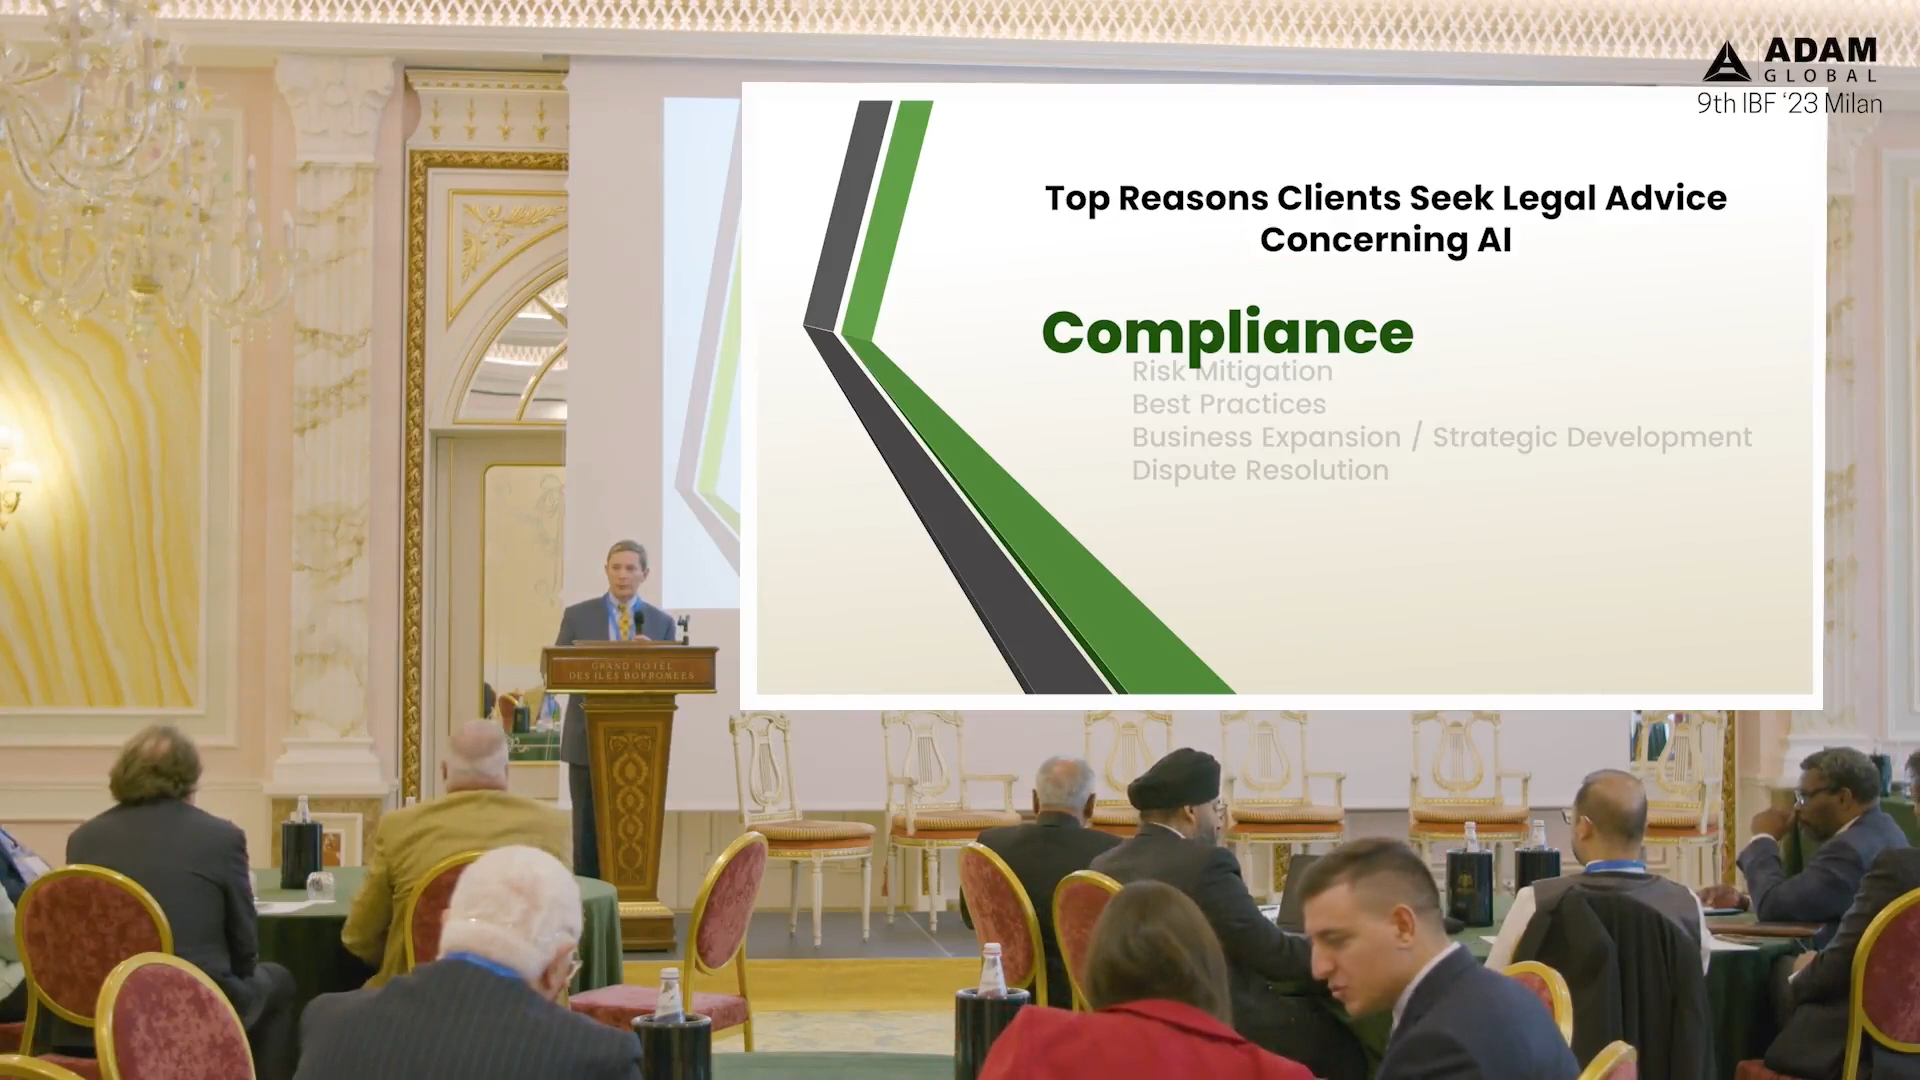 ADAM
GLOBAL
9th IBF ‘23 Milan
Top Reasons Clients Seek Legal Advice
Concerning AI
Compliance
Risk Mitigation
Best Practices
Business Expansion / Strategic Development
Dispute Resolution
GRAND HOTEL
DES ILES BORROMEES